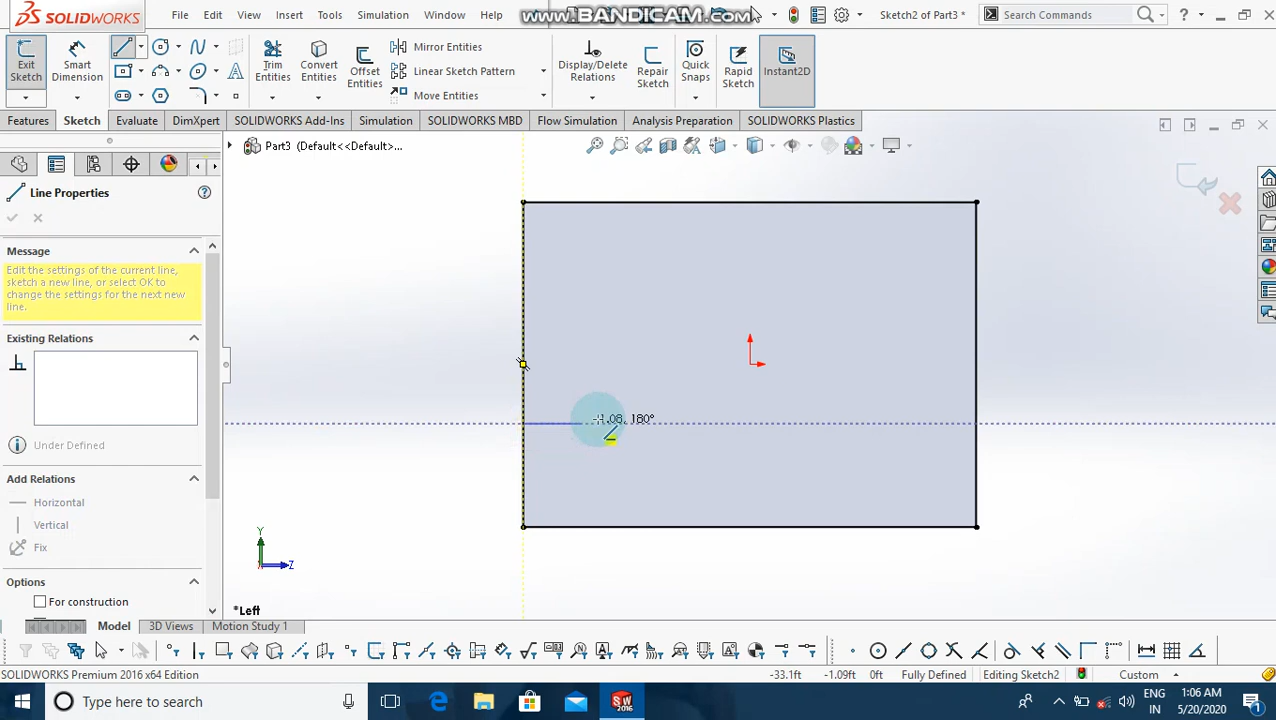 SOLIDWORKS File Edit View Insert Tools Simulation Window Help www.BANDICAM.com Sketch2 of Part3 * Search Commands ?
Exit Sketch
Smart Dimension
Trim Entities
Convert Entities
Offset Entities
Mirror Entities
Linear Sketch Pattern
Move Entities
Display/Delete Relations
Repair Sketch
Quick Snaps
Rapid Sketch
Instant2D
Features Sketch Evaluate DimXpert SOLIDWORKS Add-Ins Simulation SOLIDWORKS MBD Flow Simulation Analysis Preparation SOLIDWORKS Plastics
Part3 (Default<<Default>...
Line Properties
Message
Edit the settings of the current line,
sketch a new line, or select OK to
change the settings for the next new
line.
Existing Relations
Under Defined
Add Relations
Horizontal
Vertical
Fix
Options
For construction
1.08, 180°
Y
Z
*Left
Model 3D Views Motion Study 1
SOLIDWORKS Premium 2016 x64 Edition -33.1ft -1.09ft 0ft Fully Defined Editing Sketch2 Custom
Type here to search
SW
2016
ENG
IN
1:06 AM
5/20/2020
1